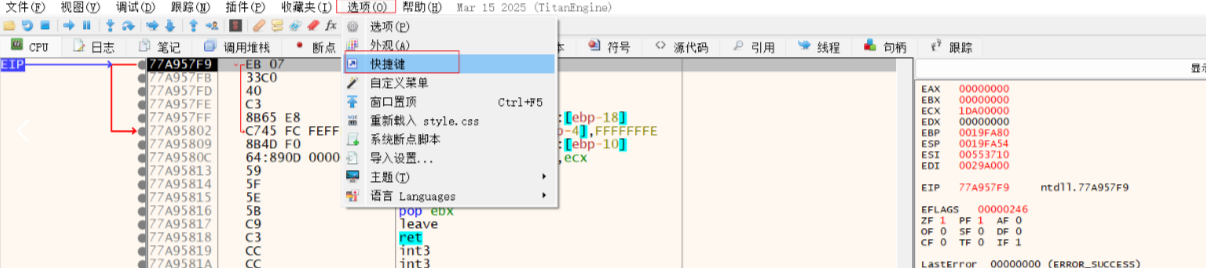 文件(F) 视图(V) 调试(D) 跟踪(N) 插件(P) 收藏夹(I) 选项(O) 帮助(H) Mar 15 2025 (TitanEngine)
CPU 日志 笔记 调用堆栈 断点 符号 源代码 引用 线程 句柄 跟踪
选项(P)
外观(A)
快捷键
自定义菜单
窗口置顶 Ctrl+F5
重新载入 style.css
系统断点脚本
导入设置...
主题(T)
语言 Languages
EIP 77A957F9 EB 07
77A957FB 33C0
77A957FD 40
77A957FE C3
77A957FF 8B65 E8 :[ebp-18]
77A95802 C745 FC FEFF p-4],FFFFFFFE
77A95809 8B4D F0 :[ebp-10]
77A9580C 64:890D 0000 ,ecx
77A95813 59
77A95814 5F
77A95815 5E
77A95816 5B pop ebx
77A95817 C9 leave
77A95818 C3 ret
77A95819 CC int3
77A9581A CC int3
EAX 00000000
EBX 00000000
ECX 1DA00000
EDX 00000000
EBP 0019FA80
ESP 0019FA54
ESI 00553710
EDI 0029A000
EIP 77A957F9 ntdll.77A957F9
EFLAGS 00000246
ZF 1 PF 1 AF 0
OF 0 SF 0 DF 0
CF 0 TF 0 IF 1
LastError 00000000 (ERROR_SUCCESS)